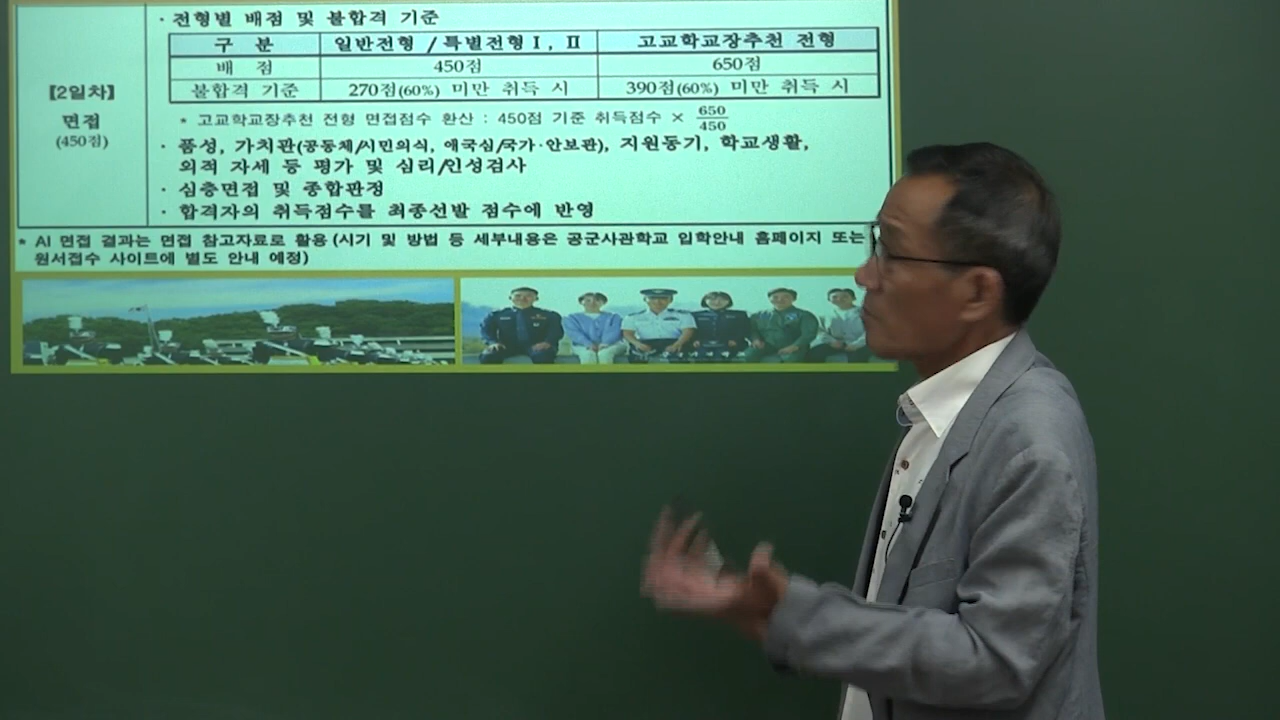 · 전형별 배점 및 불합격 기준
구 분 일반전형 / 특별전형Ⅰ, Ⅱ 고교학교장추천 전형
배 점 450점 650점
불합격 기준 270점(60%) 미만 취득 시 390점(60%) 미만 취득 시
* 고교학교장추천 전형 면접점수 환산 : 450점 기준 취득점수 × 650/450
【2일차】
면접
(450점)
· 품성, 가치관(공동체/시민의식, 애국심/국가·안보관), 지원동기, 학교생활,
외적 자세 등 평가 및 심리/인성검사
· 심층면접 및 종합판정
· 합격자의 취득점수를 최종선발 점수에 반영
* AI 면접 결과는 면접 참고자료로 활용(시기 및 방법 등 세부내용은 공군사관학교 입학안내 홈페이지 또는
원서접수 사이트에 별도 안내 예정)